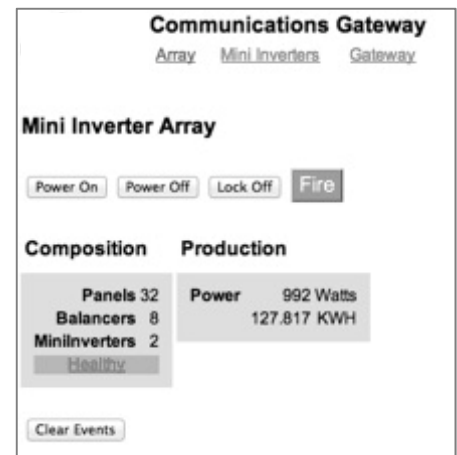 Communications Gateway
Array Mini Inverters Gateway
Mini Inverter Array
Power On Power Off Lock Off Fire
Composition Production
Panels 32 Power 992 Watts
Balancers 8 127.817 KWH
MiniInverters 2
Healthy
Clear Events